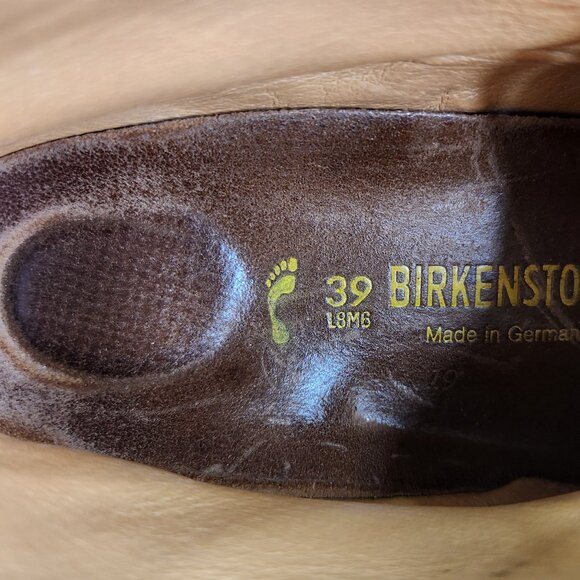 39 BIRKENSTO
L8M6
Made in German